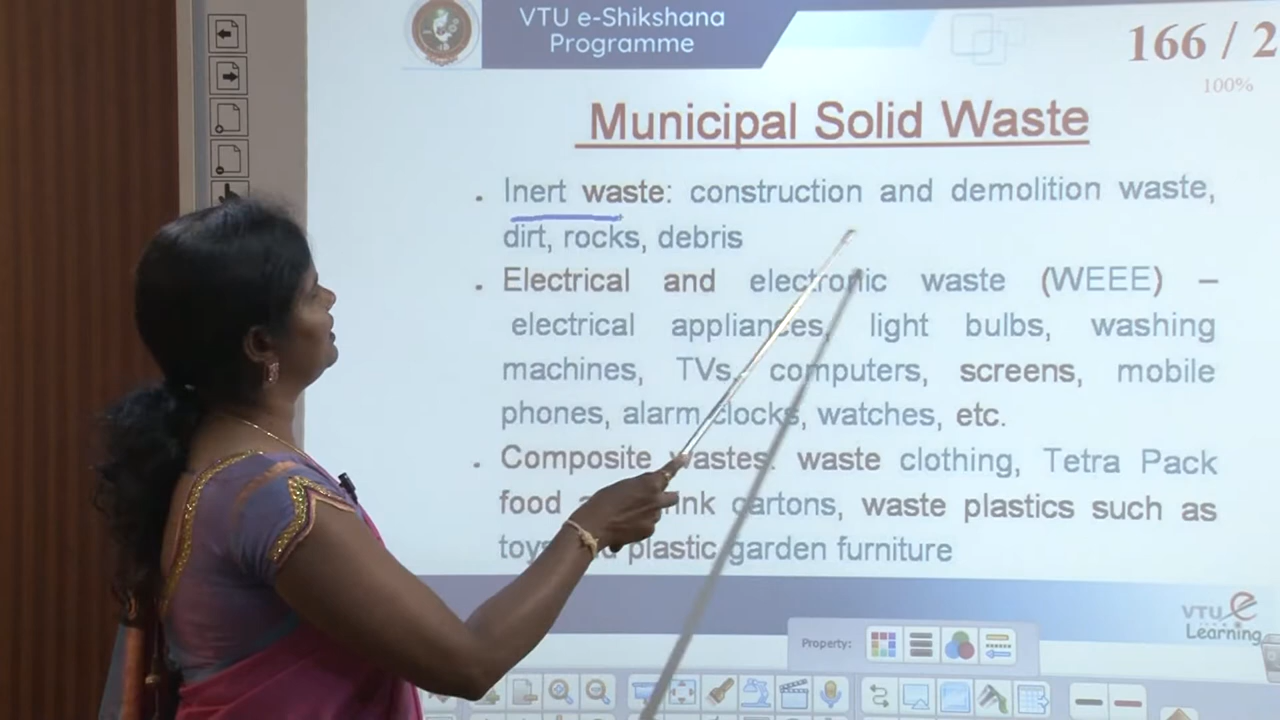 VTU e-Shikshana
Programme
166 / 2
100%
Municipal Solid Waste
. Inert waste: construction and demolition waste,
dirt, rocks, debris
. Electrical and electronic waste (WEEE) –
electrical appliances, light bulbs, washing
machines, TVs, computers, screens, mobile
phones, alarm clocks, watches, etc.
. Composite wastes: waste clothing, Tetra Pack
food cartons, waste plastics such as
plastic garden furniture
VTU e
Learning
Property: